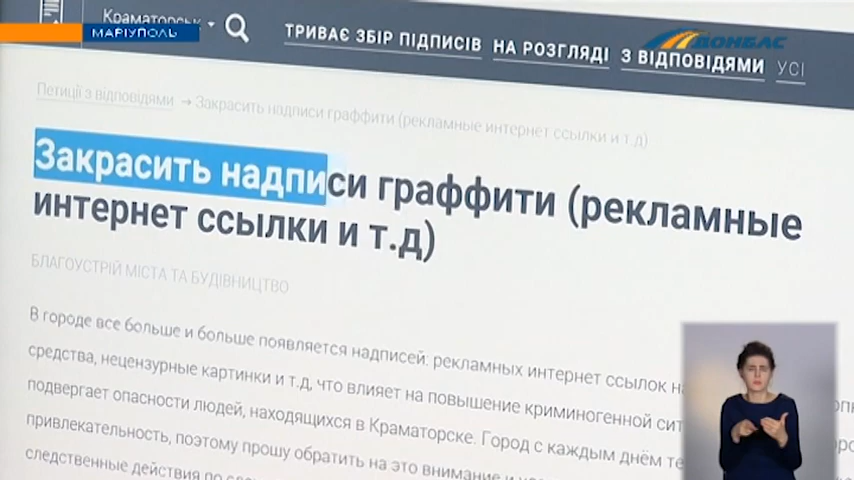 Краматорськ
МАРІУПОЛЬ
ТРИВАЄ ЗБІР ПІДПИСІВ НА РОЗГЛЯДІ З ВІДПОВІДЯМИ УСІ
ДОНБАС
Петиції з відповідями → Закрасить надписи граффити (рекламные интернет ссылки и т.д)
Закрасить надписи граффити (рекламные
интернет ссылки и т.д)
БЛАГОУСТРІЙ МІСТА ТА БУДІВНИЦТВО
В городе все больше и больше появляется надписей: рекламных интернет ссылок
средства, нецензурные картинки и т.д, что влияет на повышение криминогенной
подвергает опасности людей, находящихся в Краматорске. Город с каждым днём
привлекательность, поэтому прошу обратить на это внимание и
следственные действия по